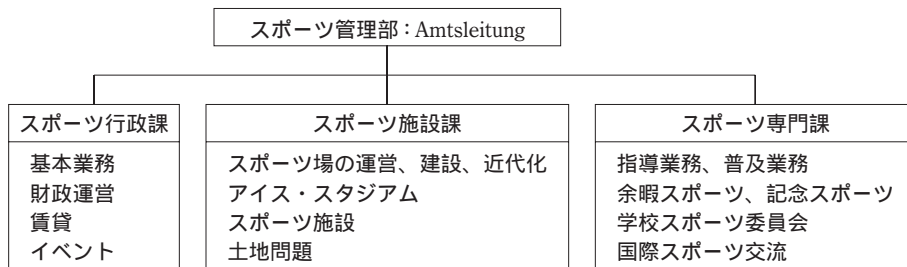 スポーツ管理部：Amtsleitung
スポーツ行政課
基本業務
財政運営
賃貸
イベント
スポーツ施設課
スポーツ場の運営、建設、近代化
アイス・スタジアム
スポーツ施設
土地問題
スポーツ専門課
指導業務、普及業務
余暇スポーツ、記念スポーツ
学校スポーツ委員会
国際スポーツ交流